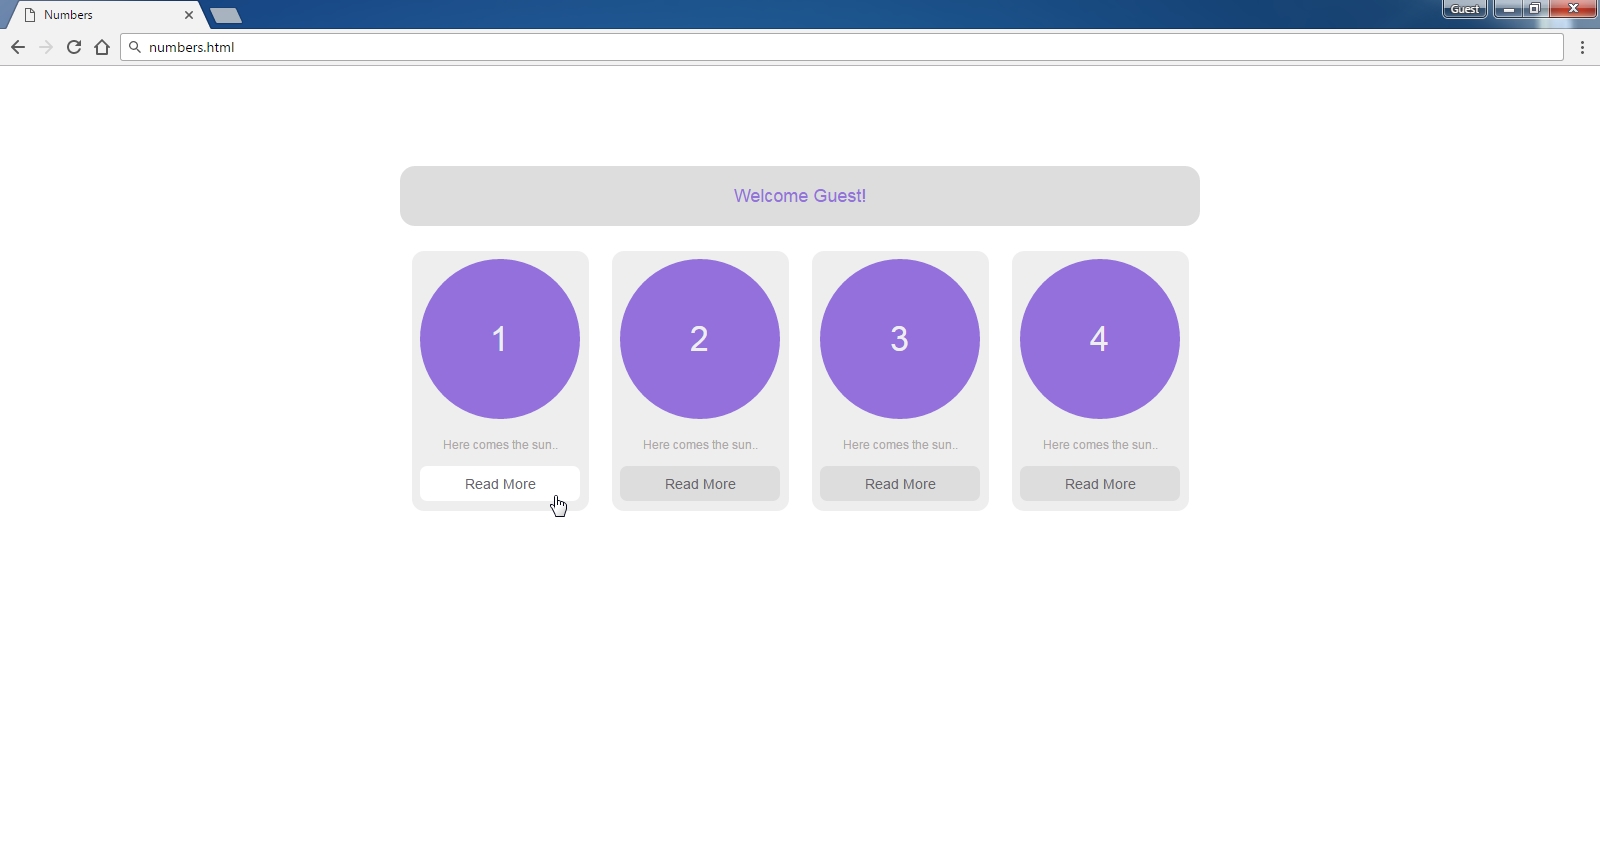 Numbers
Guest
numbers.html
Welcome Guest!
1
2
3
4
Here comes the sun..
Here comes the sun..
Here comes the sun..
Here comes the sun..
Read More
Read More
Read More
Read More